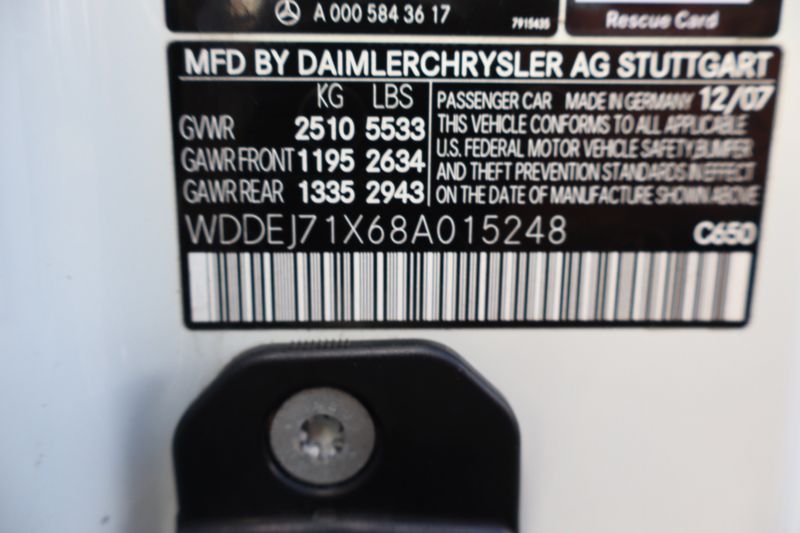 A 000 584 36 17
7915435
Rescue Card
MFD BY DAIMLERCHRYSLER AG STUTTGART
KG LBS
GVWR 2510 5533
GAWR FRONT 1195 2634
GAWR REAR 1335 2943
PASSENGER CAR MADE IN GERMANY 12/07
THIS VEHICLE CONFORMS TO ALL APPLICABLE
U.S. FEDERAL MOTOR VEHICLE SAFETY,BUMPER
AND THEFT PREVENTION STANDARDS IN EFFECT
ON THE DATE OF MANUFACTURE SHOWN ABOVE
WDDEJ71X68A015248
C650